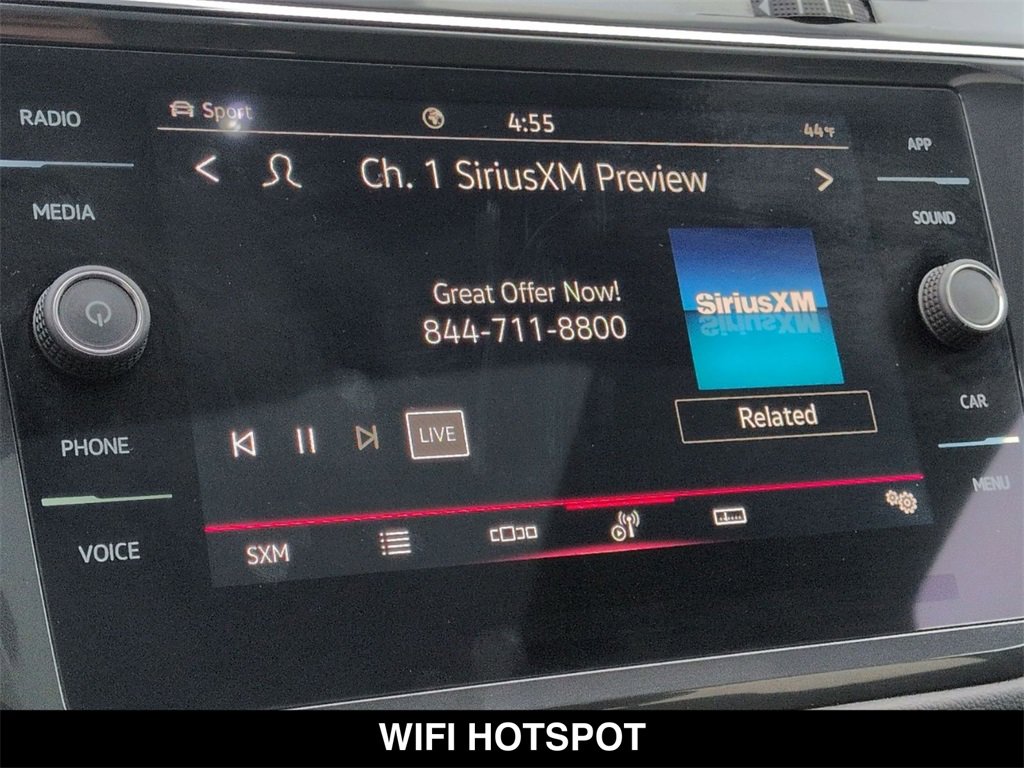 RADIO
MEDIA
PHONE
VOICE
Sport
4:55
44°F
Ch. 1 SiriusXM Preview
Great Offer Now!
844-711-8800
SiriusXM
Related
LIVE
SXM
APP
SOUND
CAR
MENU
WIFI HOTSPOT